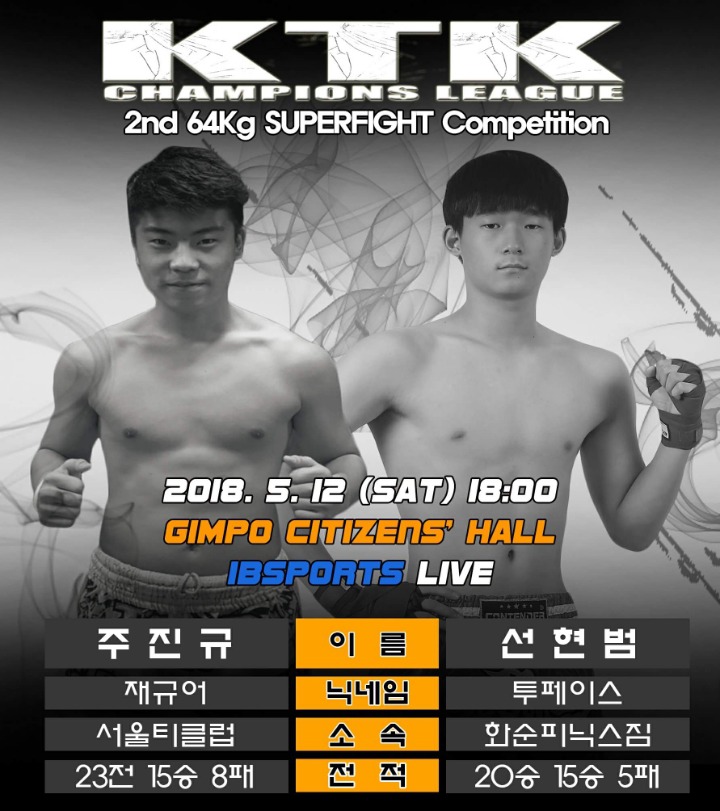 KTK
CHAMPIONS LEAGUE
2nd 64Kg SUPERFIGHT Competition
2018. 5. 12 (SAT) 18:00
GIMPO CITIZENS' HALL
IBSPORTS LIVE
CONTENDER
주진규 이름 선현범
재규어 닉네임 투페이스
서울티클럽 소속 화순피닉스짐
23전 15승 8패 전적 20승 15승 5패